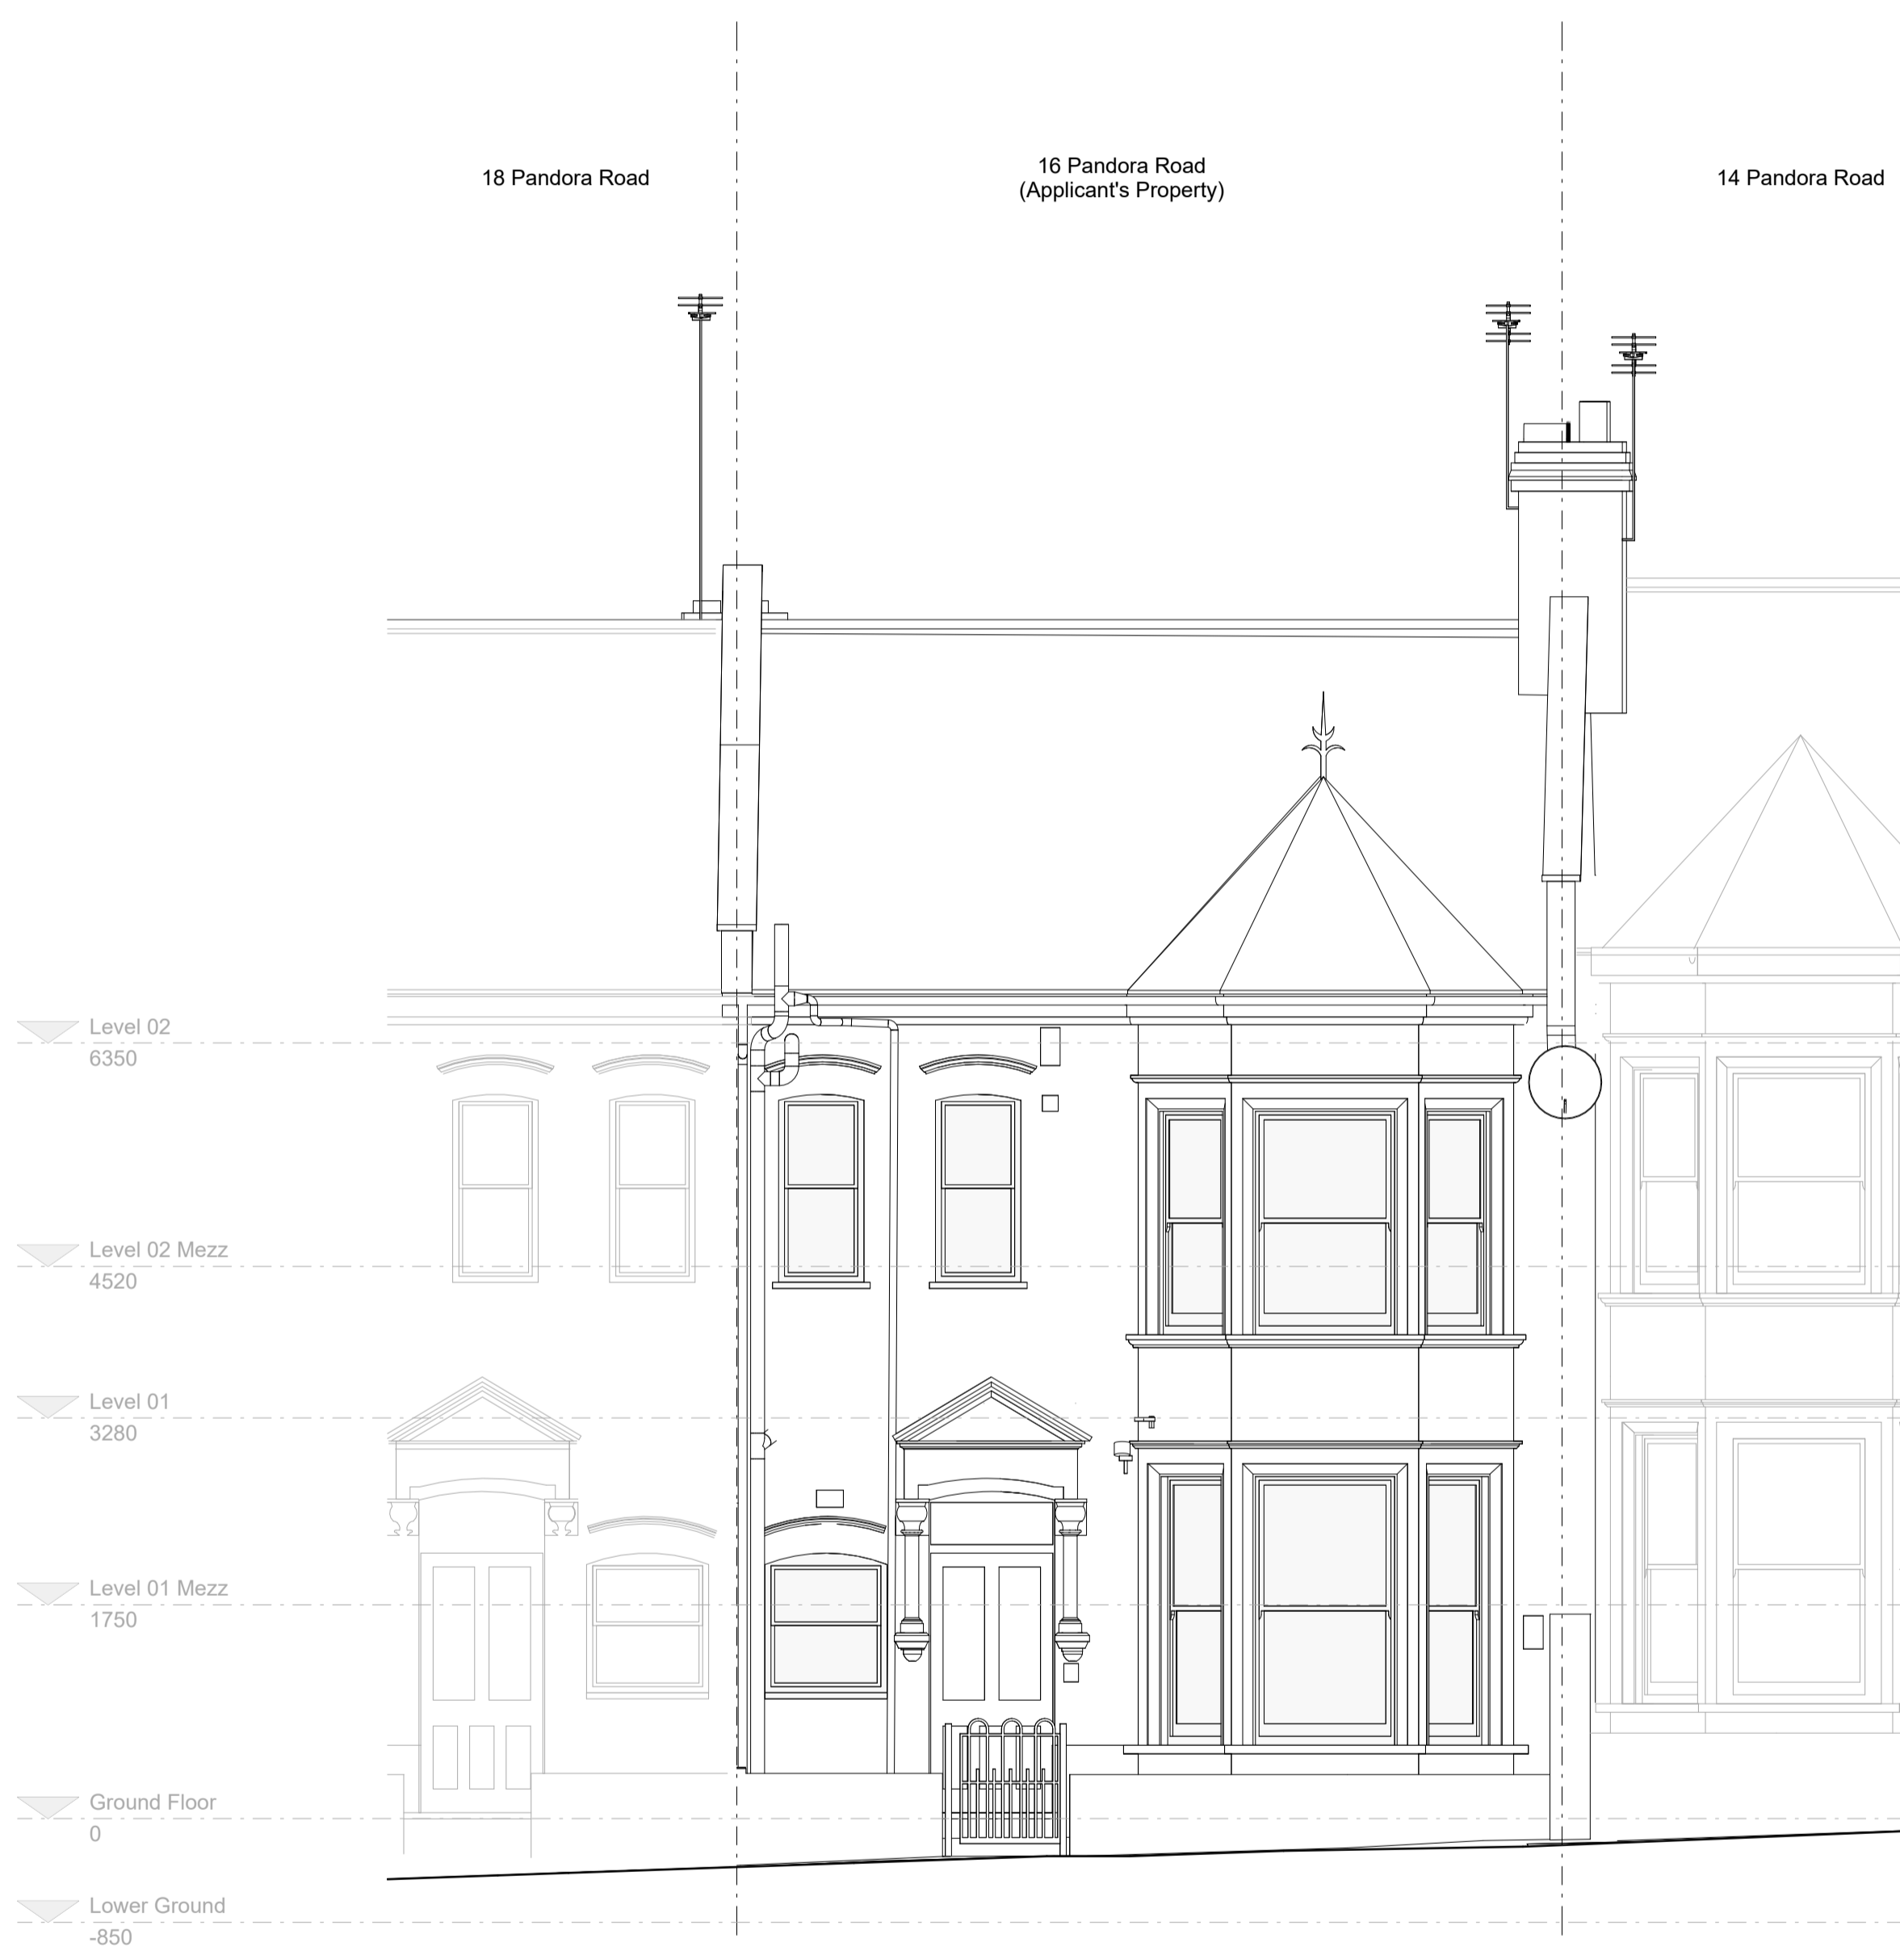 18 Pandora Road
16 Pandora Road
(Applicant's Property)
14 Pandora Road
Level 02
6350
Level 02 Mezz
4520
Level 01
3280
Level 01 Mezz
1750
Ground Floor
0
Lower Ground
-850